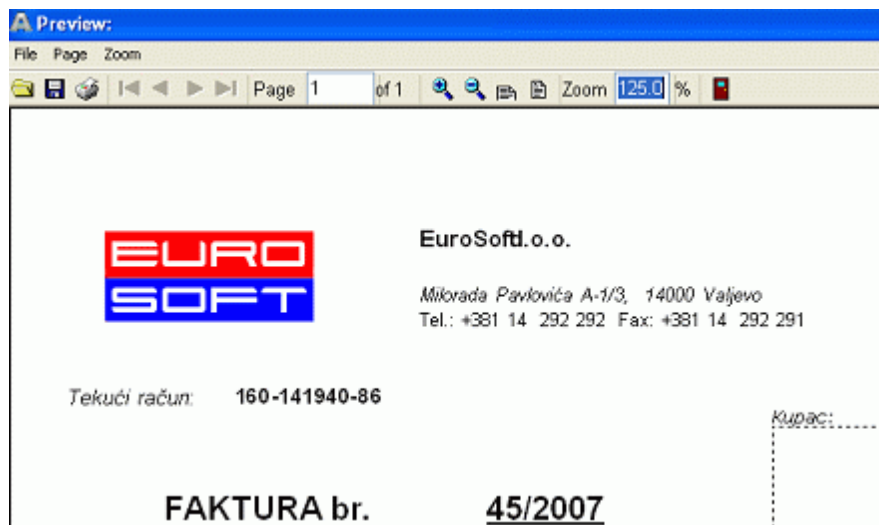 Preview:
File Page Zoom
Page 1 of 1 Zoom 125.0 %
EURO
SOFT
EuroSoftd.o.o.
Milorada Pavlovića A-1/3, 14000 Valjevo
Tel.: +381 14 292 292 Fax: +381 14 292 291
Tekući račun: 160-141940-86
Kupac:
FAKTURA br. 45/2007